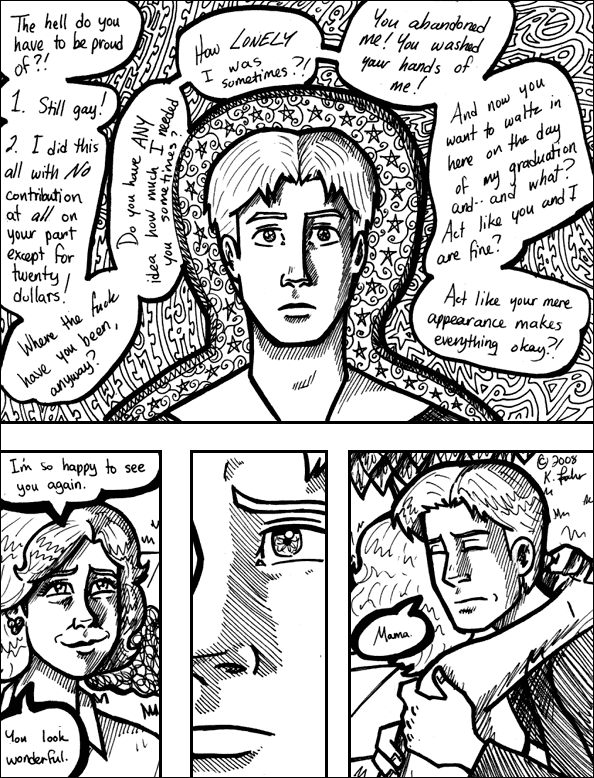 The hell do you
have to be proud
of?!
1. Still gay!
2. I did this
all with No
contribution
at all on
your part
except for
twenty
dollars!
Where the fuck
have you been,
anyway?
Do you have ANY
idea how much I needed
you sometimes?
How LONELY
I was
sometimes?!
You abandoned
me! You washed
your hands of
me!
And now you
want to waltz in
here on the day
of my graduation
and.. and what?
Act like you and I
are fine?
Act like your mere
appearance makes
everything okay?!
I'm so happy to see
you again.
You look
wonderful.
© 2008
K.
Mama.